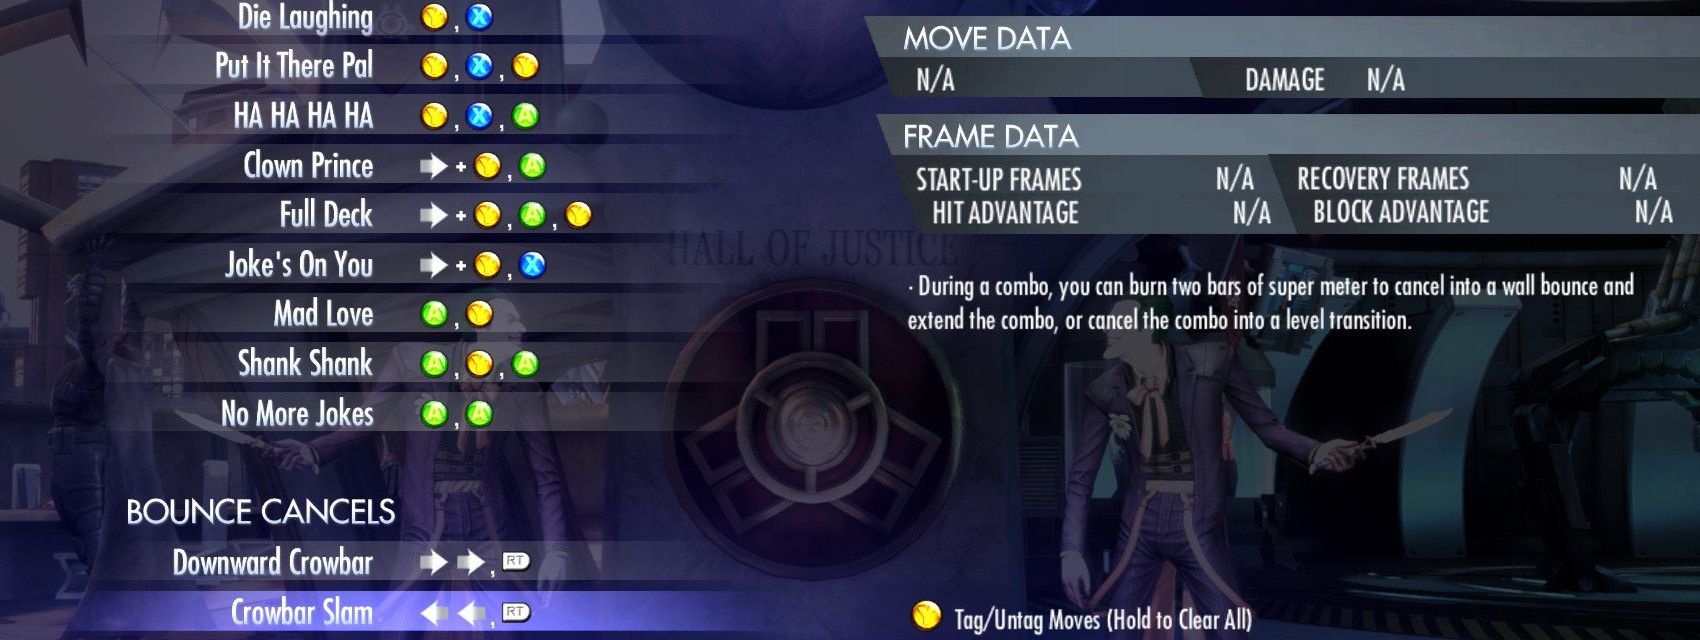 Die Laughing Y, X
Put It There Pal Y, X, Y
HA HA HA HA Y, X, A
Clown Prince + Y, A
Full Deck + Y, A, Y
Joke's On You + Y, X
Mad Love A, Y
Shank Shank A, Y, A
No More Jokes A, A
BOUNCE CANCELS
Downward Crowbar , RT
Crowbar Slam , RT
HALL OF JUSTICE
MOVE DATA
N/A DAMAGE N/A
FRAME DATA
START-UP FRAMES N/A RECOVERY FRAMES N/A
HIT ADVANTAGE N/A BLOCK ADVANTAGE N/A
· During a combo, you can burn two bars of super meter to cancel into a wall bounce and
extend the combo, or cancel the combo into a level transition.
Y Tag/Untag Moves (Hold to Clear All)